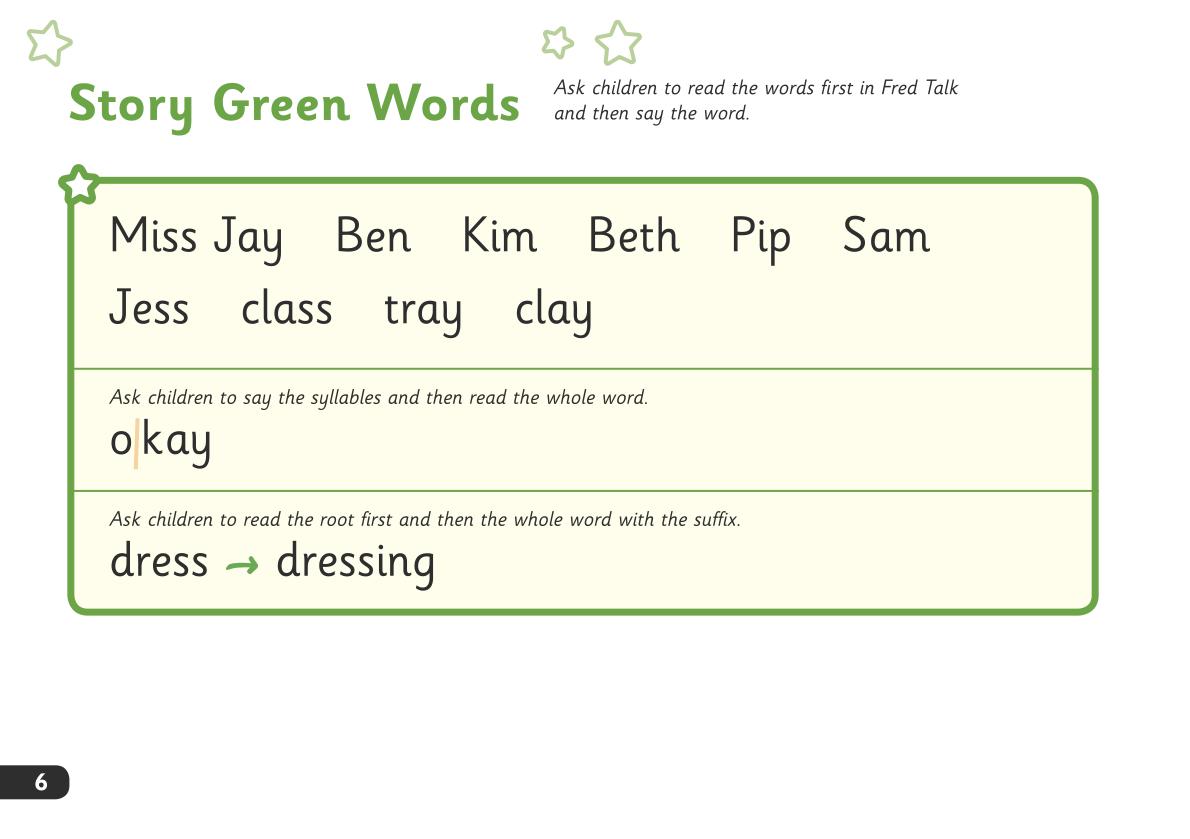 Story Green Words
Ask children to read the words first in Fred Talk
and then say the word.
Miss Jay Ben Kim Beth Pip Sam
Jess class tray clay
Ask children to say the syllables and then read the whole word.
o|kay
Ask children to read the root first and then the whole word with the suffix.
dress → dressing
6